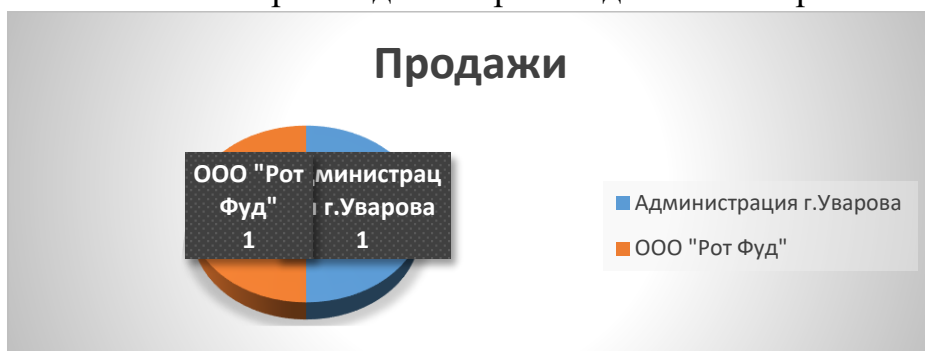 Продажи
ООО "Рот
Фуд"
1
министрац
г.Уварова
1
Администрация г.Уварова
ООО "Рот Фуд"